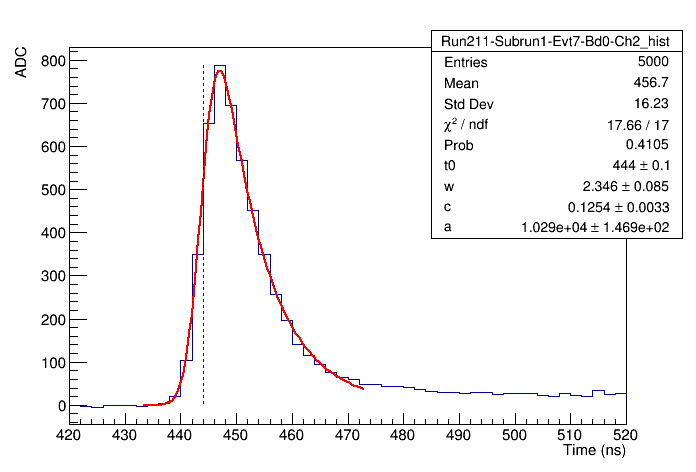 Run211-Subrun1-Evt7-Bd0-Ch2_hist
Entries 5000
Mean 456.7
Std Dev 16.23
χ² / ndf 17.66 / 17
Prob 0.4105
t0 444 ± 0.1
w 2.346 ± 0.085
c 0.1254 ± 0.0033
a 1.029e+04 ± 1.469e+02
ADC
800
700
600
500
400
300
200
100
0
420 430 440 450 460 470 480 490 500 510 520
Time (ns)